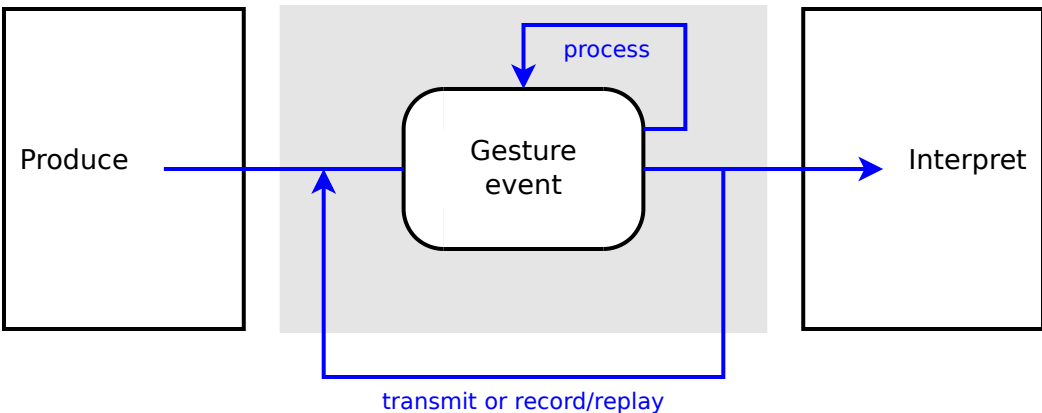 process
Produce
Gesture
event
Interpret
transmit or record/replay